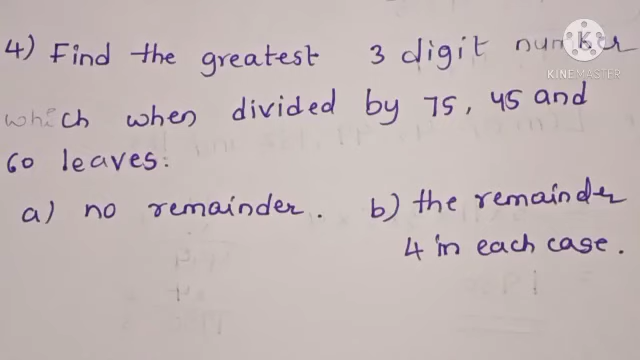 4) Find the greatest 3 digit number
which when divided by 75, 45 and
60 leaves:
a) no remainder. b) the remainder
4 in each case.
K
KINEMASTER